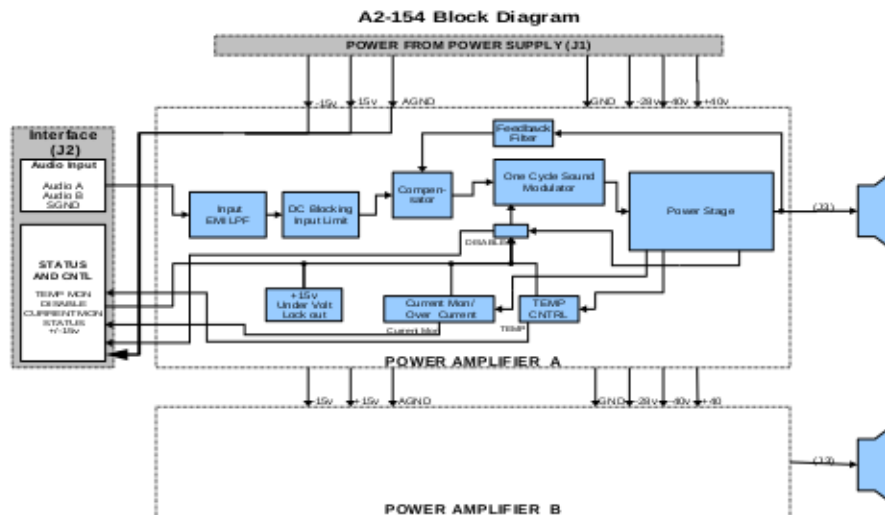 A2-154 Block Diagram
POWER FROM POWER SUPPLY (J1)
-15v
15v
AGND
GND
-28v
-40v
+40v
Interface
(J2)
Audio Input
Audio A
Audio B
SGND
Feedback
Filter
Input
EMI LPF
DC Blocking
Input Limit
Compen-
sator
One Cycle Sound
Modulator
Power Stage
(J3)
DISABLE
STATUS
AND CNTL
TEMP MON
DISABLE
CURRENT MON
STATUS
+/-15v
+15v
Under Volt
Lock out
Current Mon/
Over Current
TEMP
CNTRL
Current Mon
TEMP
POWER AMPLIFIER A
-15v
+15v
AGND
GND
-28v
-40v
+40
(J3)
POWER AMPLIFIER B